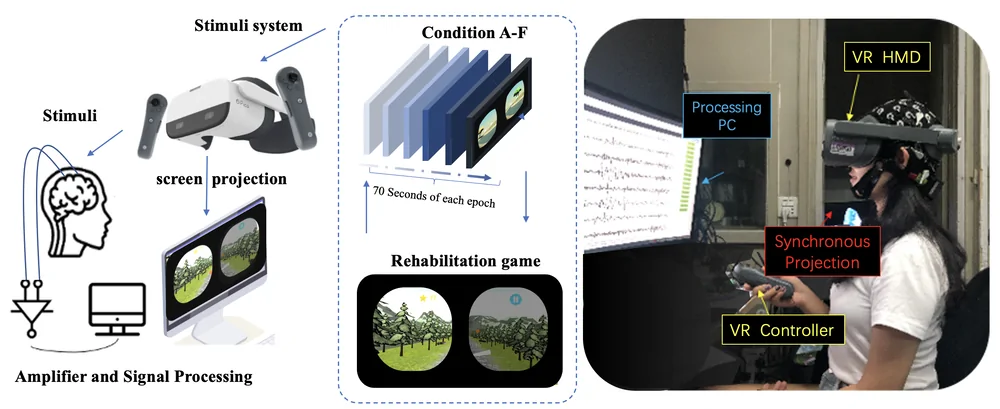 Stimuli system
Stimuli
screen projection
Amplifier and Signal Processing
Condition A-F
70 Seconds of each epoch
Rehabilitation game
VR HMD
Processing
PC
Synchronous
Projection
VR Controller